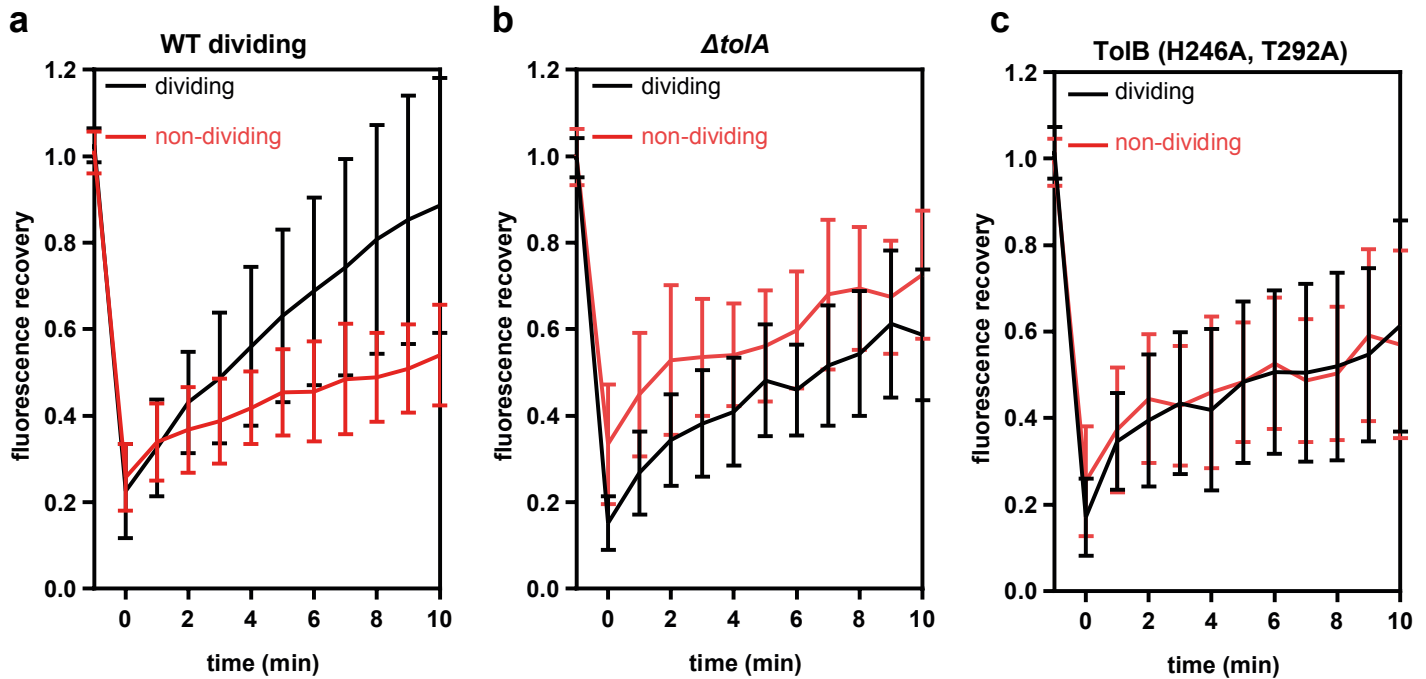 a
WT dividing
dividing
non-dividing
fluorescence recovery
1.2
1.0
0.8
0.6
0.4
0.2
0.0
0 2 4 6 8 10
time (min)
b
ΔtolA
dividing
non-dividing
fluorescence recovery
1.2
1.0
0.8
0.6
0.4
0.2
0.0
0 2 4 6 8 10
time (min)
c
TolB (H246A, T292A)
dividing
non-dividing
fluorescence recovery
1.2
1.0
0.8
0.6
0.4
0.2
0.0
0 2 4 6 8 10
time (min)